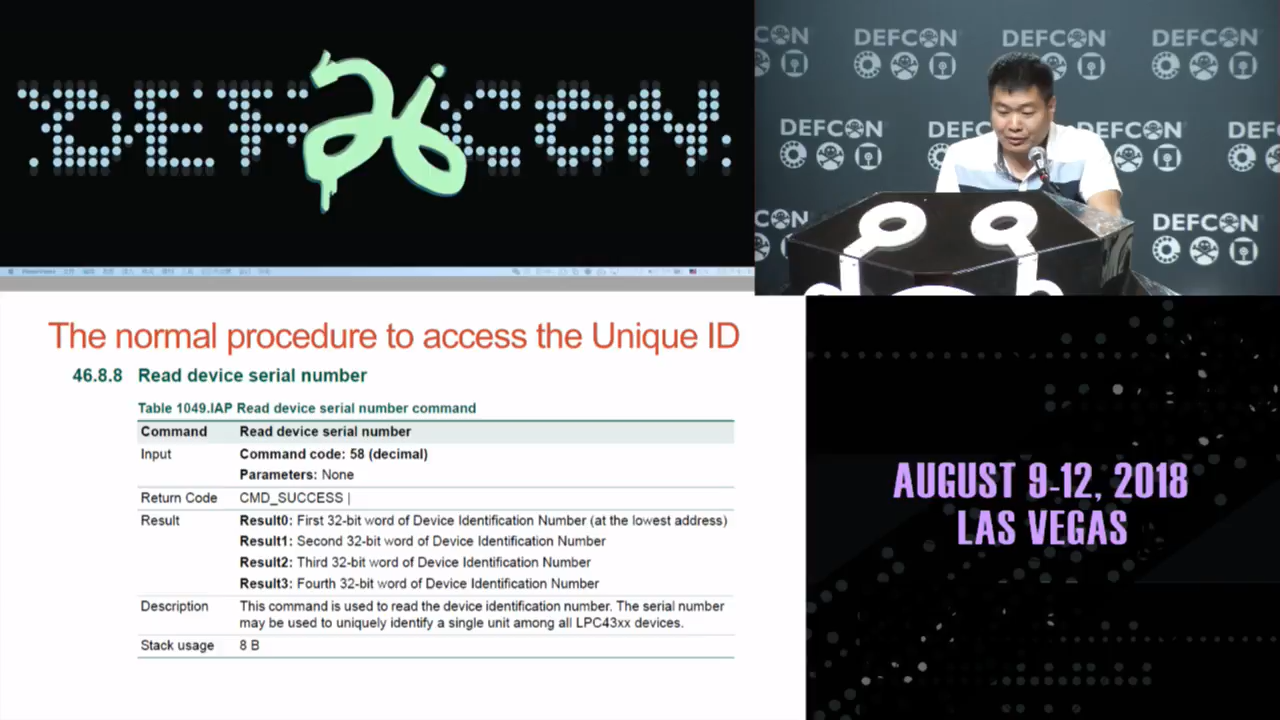 DEFCON
26
DEFCON DEFCON DEFCON
DEFCON
DEFCON
The normal procedure to access the Unique ID
46.8.8 Read device serial number
Table 1049.IAP Read device serial number command
Command Read device serial number
Input Command code: 58 (decimal)
Parameters: None
Return Code CMD_SUCCESS |
Result Result0: First 32-bit word of Device Identification Number (at the lowest address)
Result1: Second 32-bit word of Device Identification Number
Result2: Third 32-bit word of Device Identification Number
Result3: Fourth 32-bit word of Device Identification Number
Description This command is used to read the device identification number. The serial number
may be used to uniquely identify a single unit among all LPC43xx devices.
Stack usage 8 B
AUGUST 9-12, 2018
LAS VEGAS